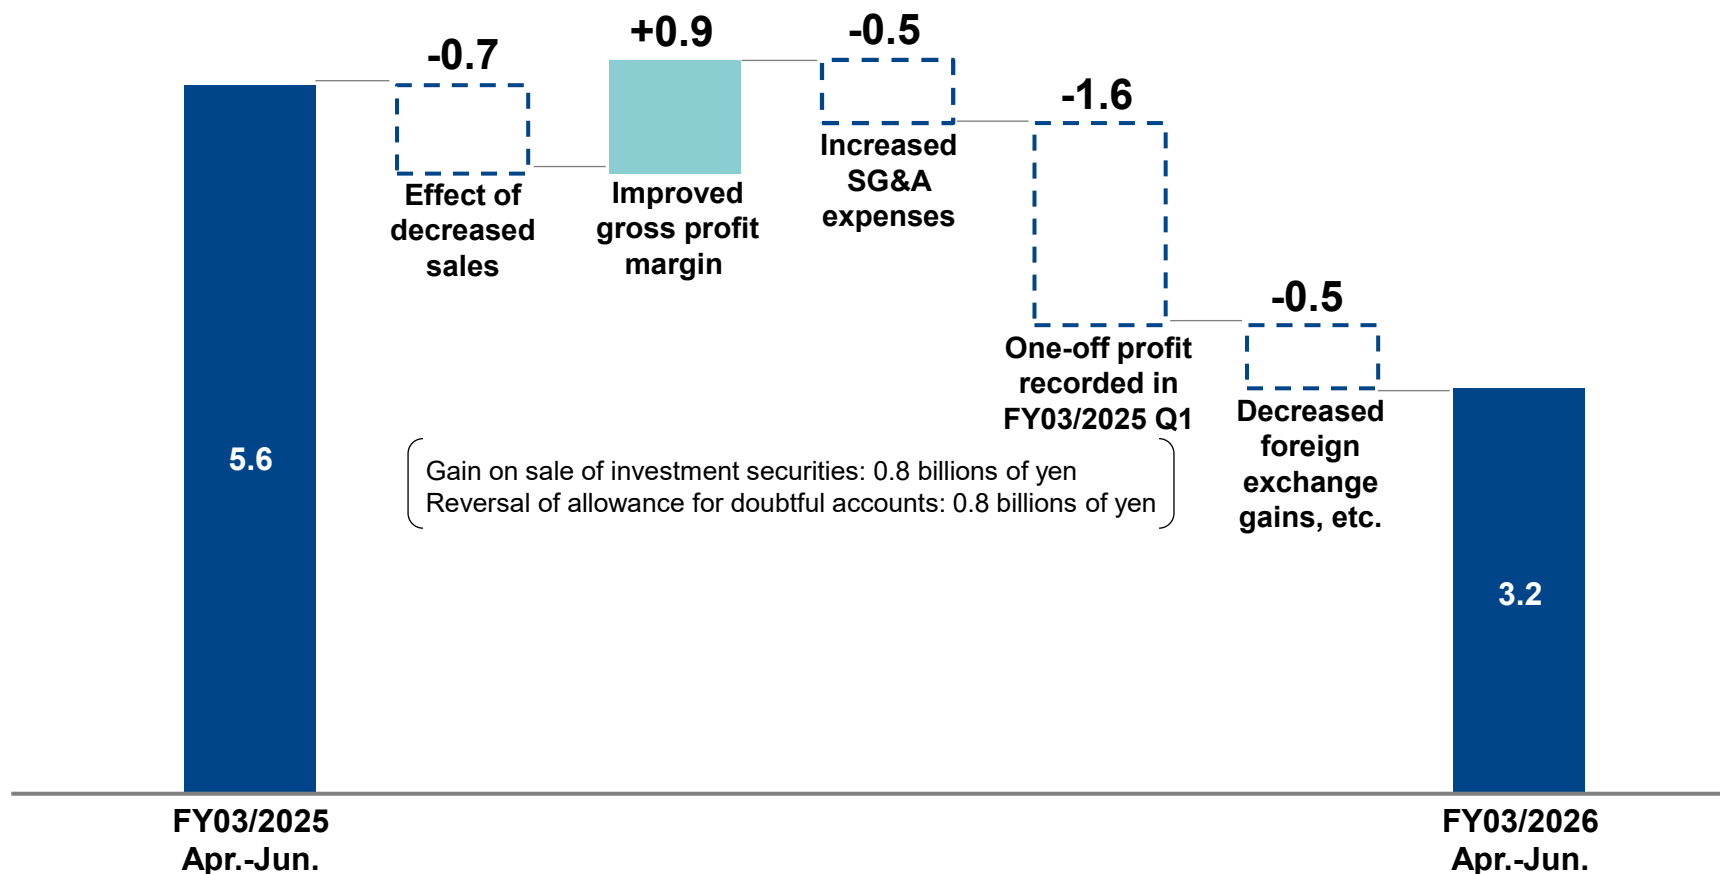 -0.7
+0.9
-0.5
-1.6
-0.5
Effect of
decreased
sales
Improved
gross profit
margin
Increased
SG&A
expenses
One-off profit
recorded in
FY03/2025 Q1
Decreased
foreign
exchange
gains, etc.
5.6
Gain on sale of investment securities: 0.8 billions of yen
Reversal of allowance for doubtful accounts: 0.8 billions of yen
3.2
FY03/2025
Apr.-Jun.
FY03/2026
Apr.-Jun.